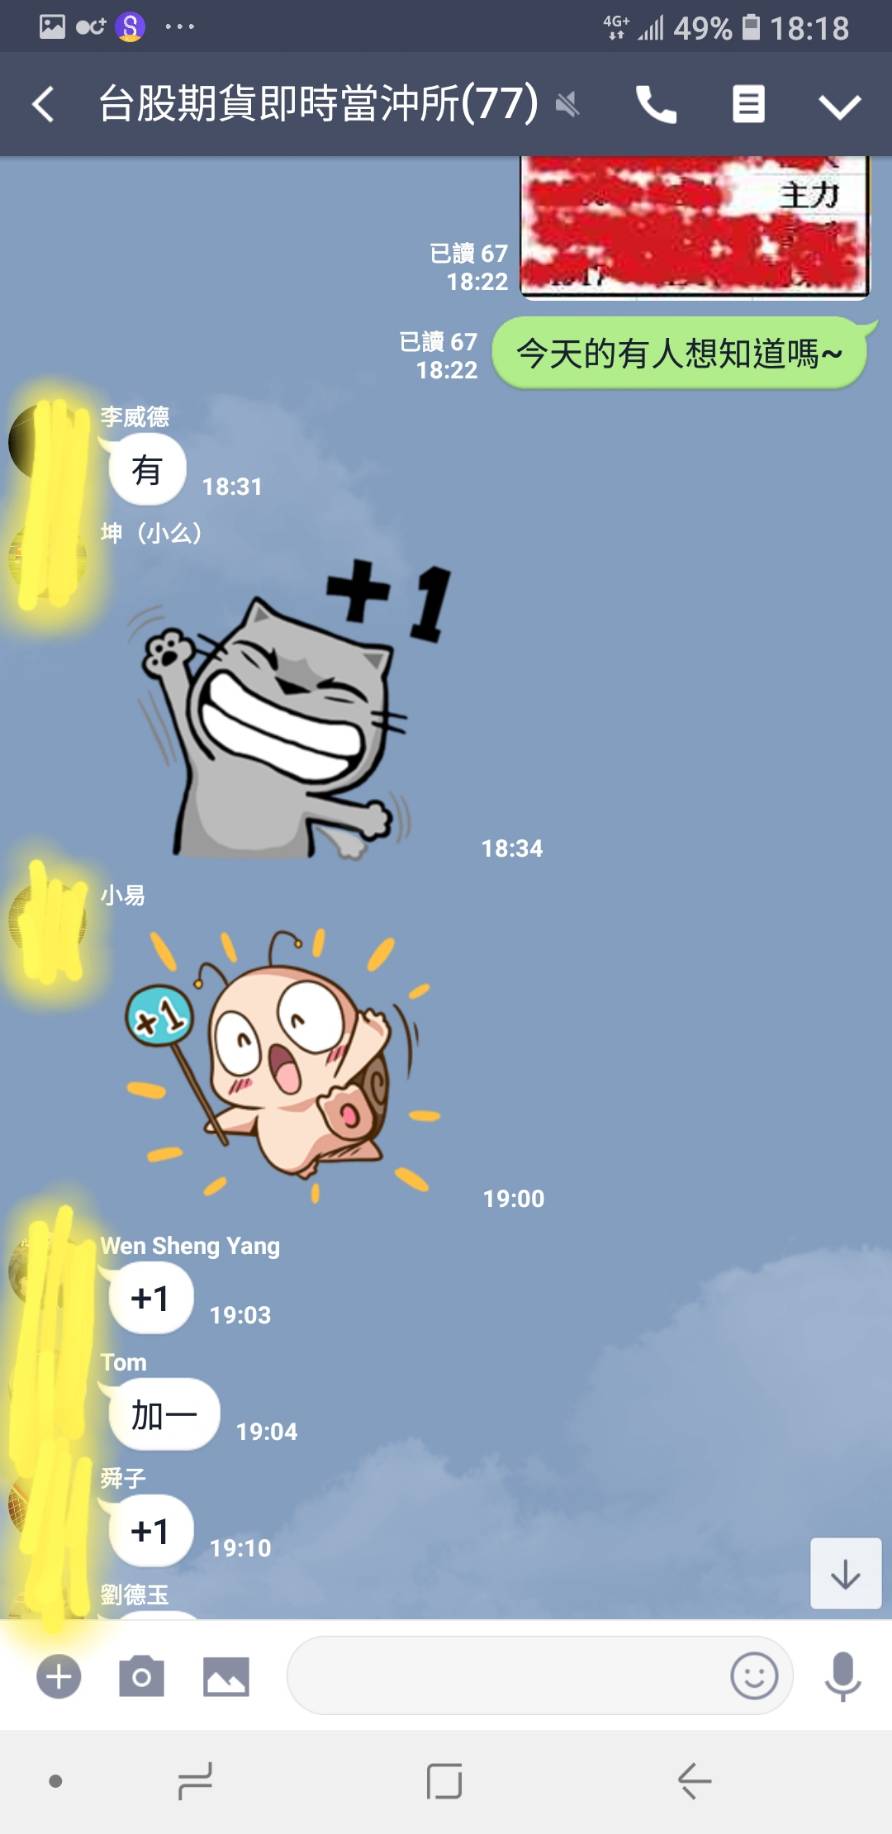 4G+ 49% 18:18
台股期貨即時當沖所(77)
主力
已讀 67
18:22
已讀 67
18:22
今天的有人想知道嗎~
李威德
有
18:31
坤（小么）
+1
18:34
小易
+1
19:00
Wen Sheng Yang
+1
19:03
Tom
加一
19:04
舜子
+1
19:10
劉德玉